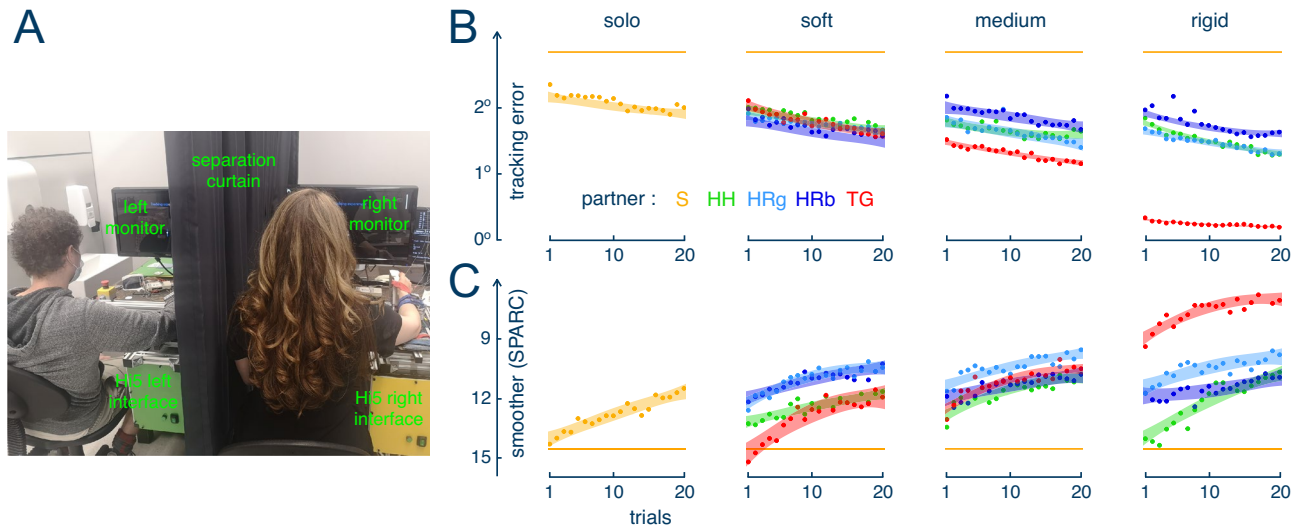 A
separation
curtain
left
monitor
right
monitor
Hi5 left
interface
Hi5 right
interface
B
solo
soft
medium
rigid
tracking error
2º
1º
0º
partner : S HH HRg HRb TG
1 10 20
1 10 20
1 10 20
1 10 20
C
smoother (SPARC)
9
12
15
1 10 20
1 10 20
1 10 20
1 10 20
trials